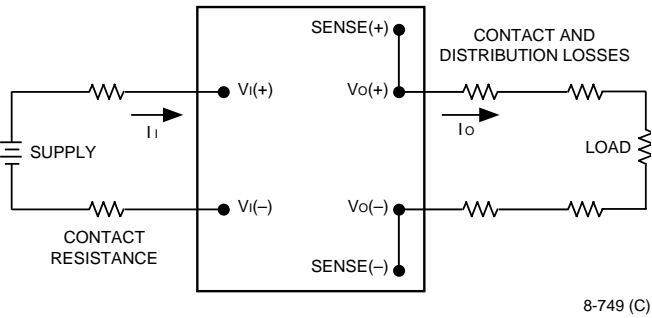 SENSE(+)
CONTACT AND
DISTRIBUTION LOSSES
VI(+)
VO(+)
II
IO
SUPPLY
LOAD
VI(–)
VO(–)
CONTACT
RESISTANCE
SENSE(–)
8-749 (C)